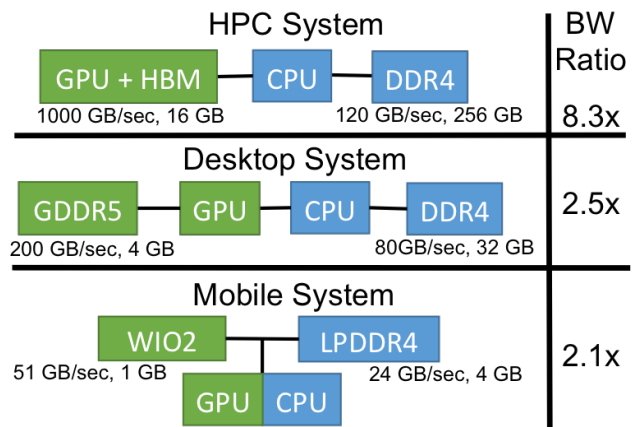 HPC System
BW
Ratio
GPU + HBM
CPU
DDR4
1000 GB/sec, 16 GB
120 GB/sec, 256 GB
8.3x
Desktop System
GDDR5
GPU
CPU
DDR4
2.5x
200 GB/sec, 4 GB
80GB/sec, 32 GB
Mobile System
WIO2
LPDDR4
2.1x
51 GB/sec, 1 GB
24 GB/sec, 4 GB
GPU
CPU